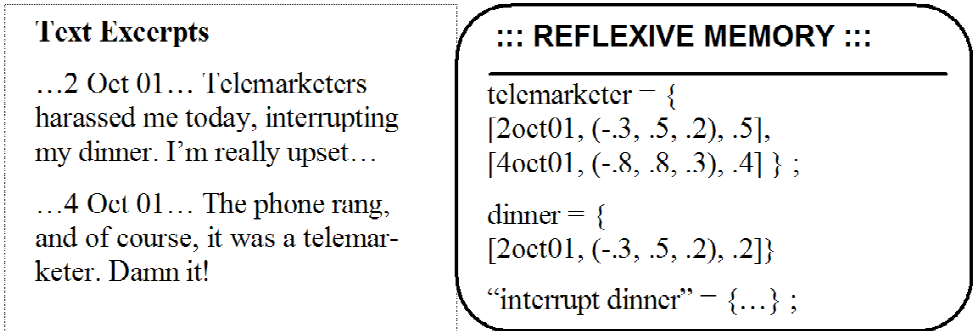 Text Excerpts
…2 Oct 01… Telemarketers
harassed me today, interrupting
my dinner. I’m really upset…
…4 Oct 01… The phone rang,
and of course, it was a telemar-
keter. Damn it!
::: REFLEXIVE MEMORY :::
telemarketer = {
[2oct01, (-.3, .5, .2), .5],
[4oct01, (-.8, .8, .3), .4] } ;
dinner = {
[2oct01, (-.3, .5, .2), .2]}
“interrupt dinner” = {…} ;